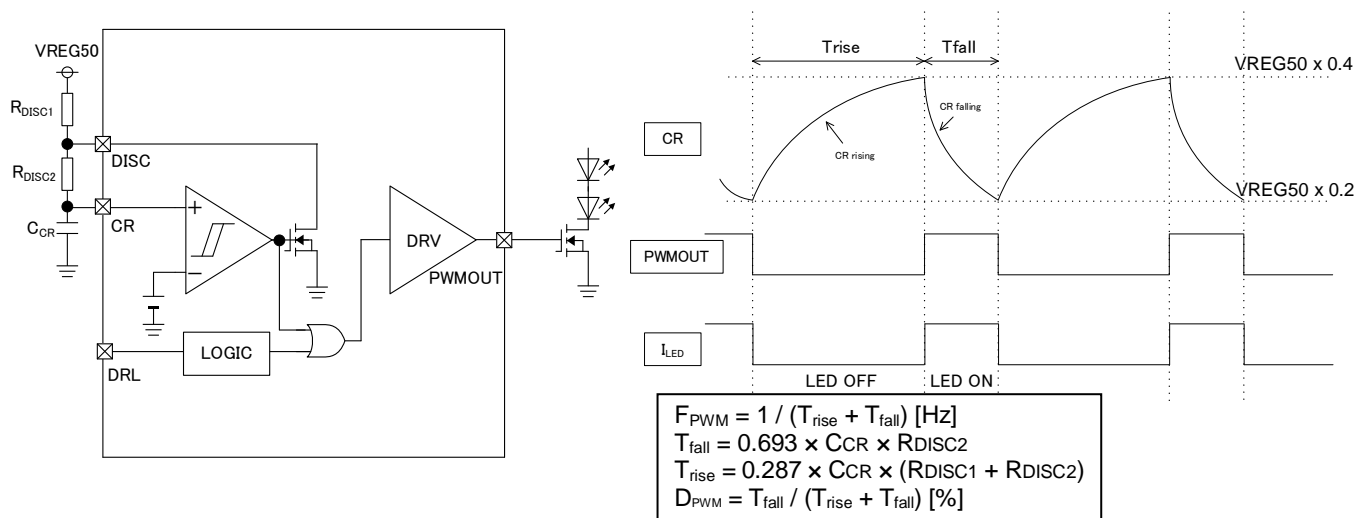 VREG50
RDISC1
DISC
RDISC2
CR
CCR
+
−
DRV
PWMOUT
LOGIC
DRL
Trise
Tfall
VREG50 x 0.4
CR
CR rising
CR falling
VREG50 x 0.2
PWMOUT
ILED
LED OFF
LED ON
FPWM = 1 / (Trise + Tfall) [Hz]
Tfall = 0.693 × CCR × RDISC2
Trise = 0.287 × CCR × (RDISC1 + RDISC2)
DPWM = Tfall / (Trise + Tfall) [%]